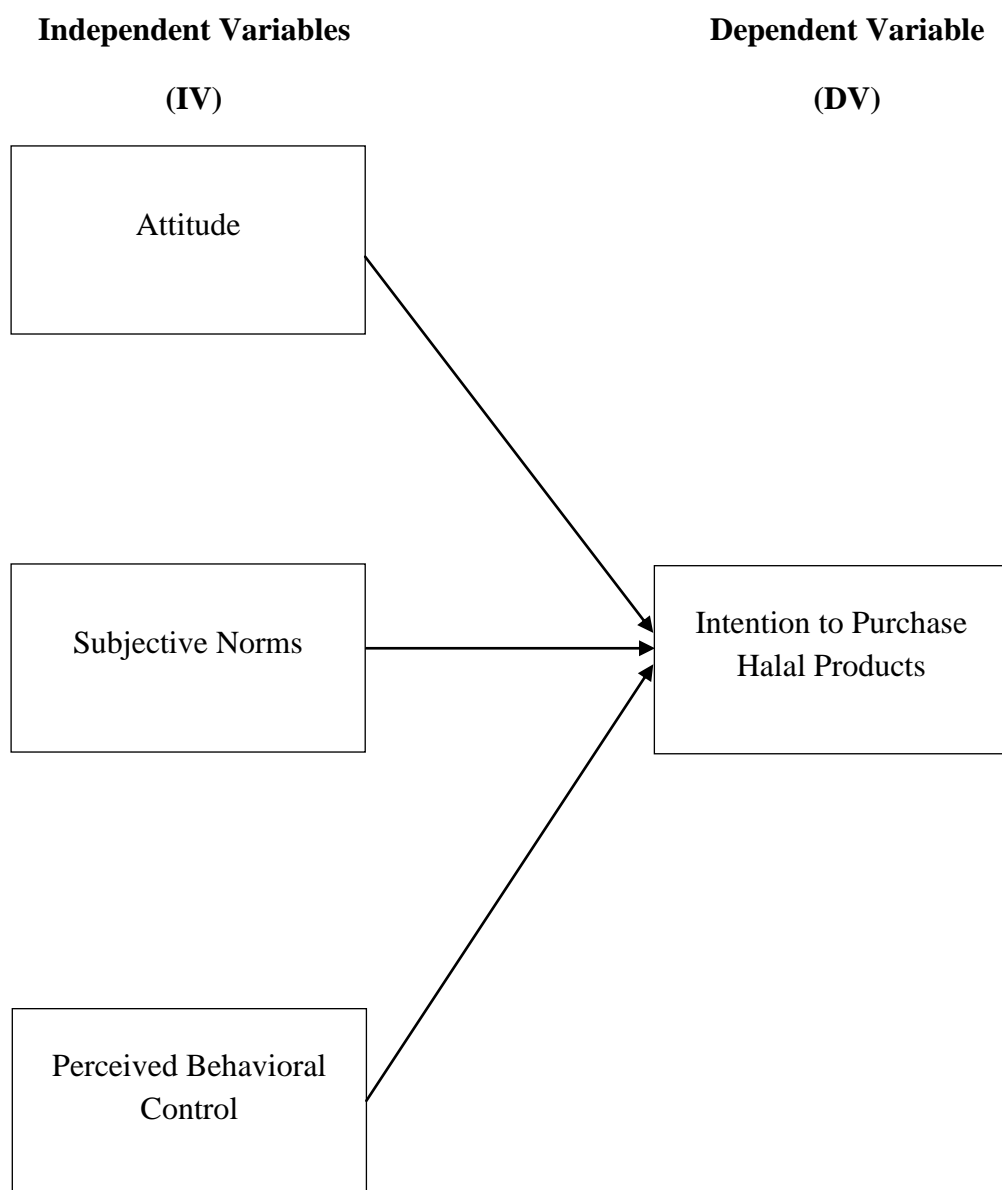 Independent Variables
(IV)
Dependent Variable
(DV)
Attitude
Subjective Norms
Intention to Purchase
Halal Products
Perceived Behavioral
Control